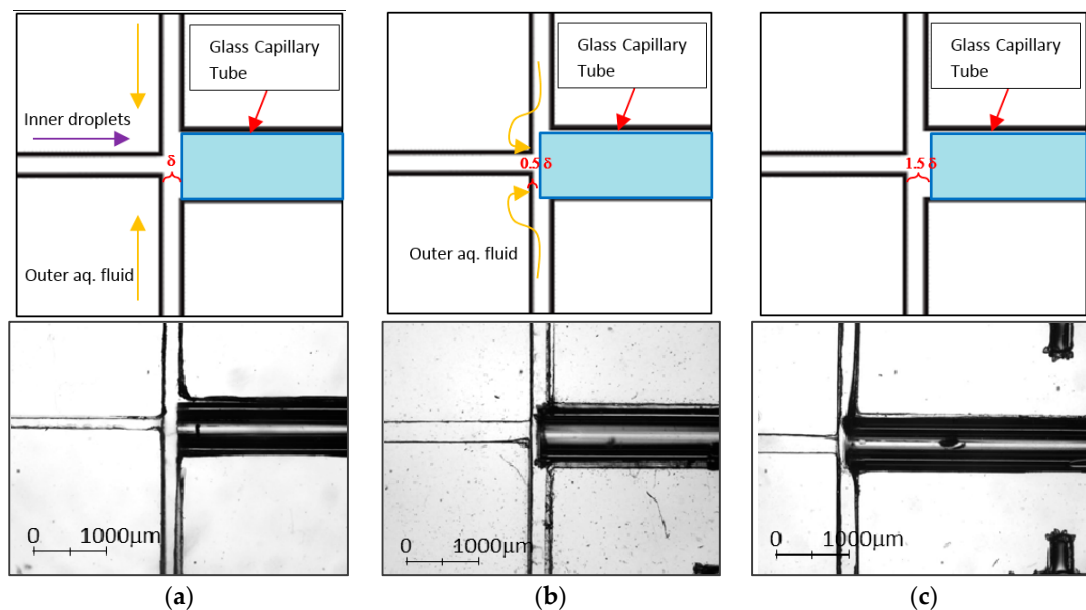 Glass Capillary
Tube
Inner droplets
δ
Outer aq. fluid
Glass Capillary
Tube
0.5 δ
Outer aq. fluid
Glass Capillary
Tube
1.5 δ
0 1000μm
0 1000μm
0 1000μm
(a) (b) (c)